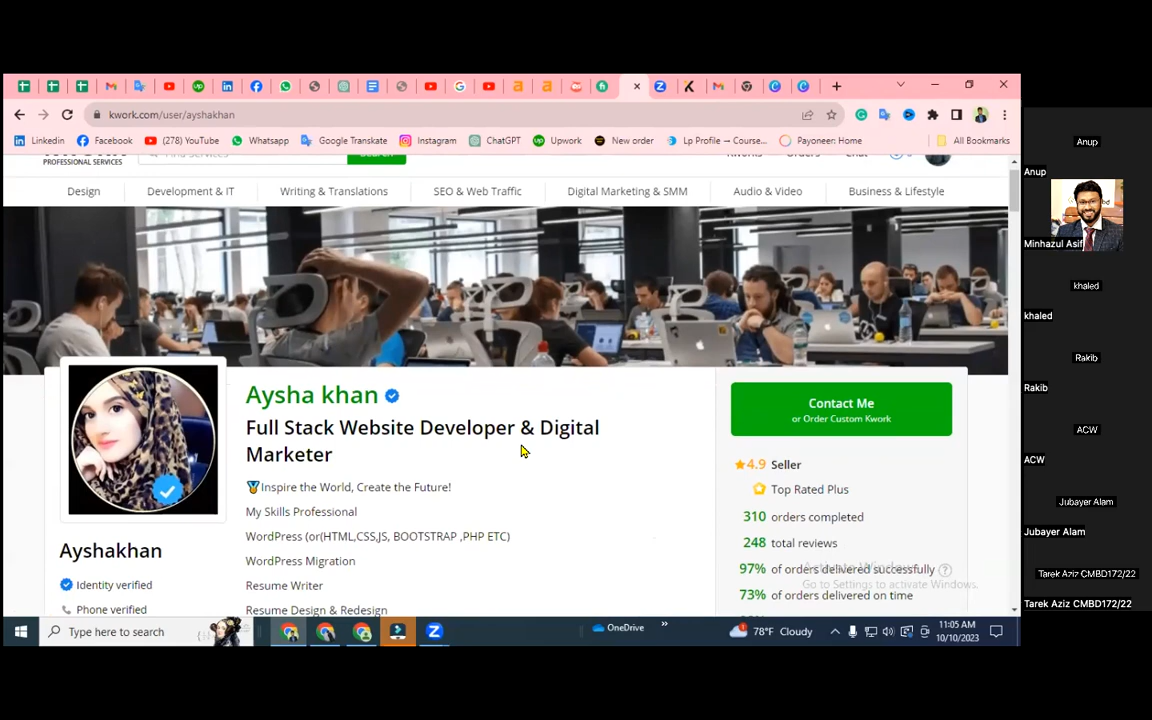 kwork.com/user/ayshakhan
Linkedin
Facebook
(278) YouTube
Whatsapp
Google Transkate
Instagram
ChatGPT
Upwork
New order
Lp Profile → Course...
Payoneer: Home
All Bookmarks
PROFESSIONAL SERVICES
Design
Development & IT
Writing & Translations
SEO & Web Traffic
Digital Marketing & SMM
Audio & Video
Business & Lifestyle
Aysha khan
Full Stack Website Developer & Digital
Marketer
Inspire the World, Create the Future!
My Skills Professional
WordPress (or(HTML,CSS,JS, BOOTSTRAP ,PHP ETC)
WordPress Migration
Resume Writer
Resume Design & Redesign
Ayshakhan
Identity verified
Phone verified
Contact Me
or Order Custom Kwork
4.9 Seller
Top Rated Plus
310 orders completed
248 total reviews
97% of orders delivered successfully
73% of orders delivered on time
Activate Windows
Go to Settings to activate Windows.
Type here to search
OneDrive
78°F Cloudy
11:05 AM
10/10/2023
Anup
Anup
Minhazul Asif
khaled
khaled
Rakib
Rakib
ACW
ACW
Jubayer Alam
Jubayer Alam
Tarek Aziz CMBD172/22
Tarek Aziz CMBD172/22